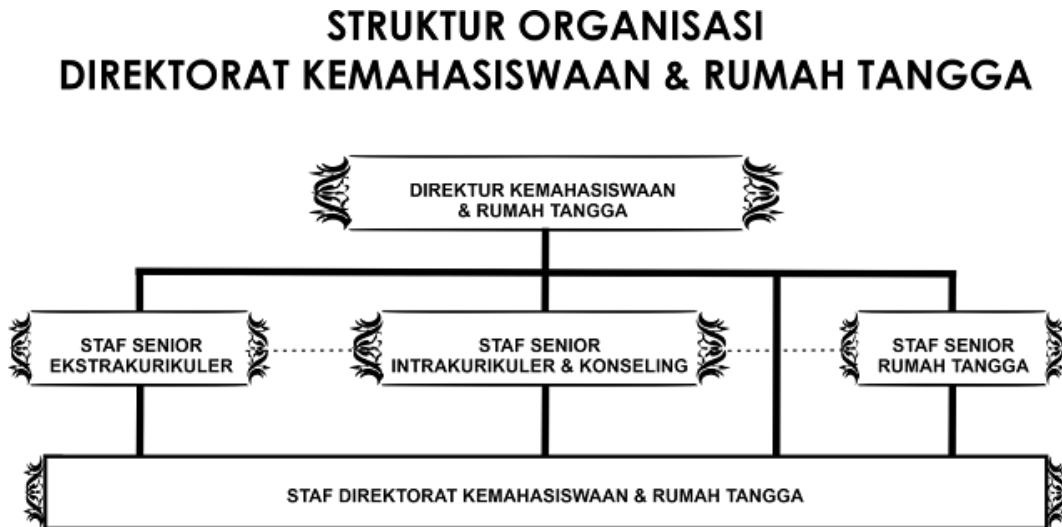 STRUKTUR ORGANISASI
DIREKTORAT KEMAHASISWAAN & RUMAH TANGGA
DIREKTUR KEMAHASISWAAN
& RUMAH TANGGA
STAF SENIOR
EKSTRAKURIKULER
STAF SENIOR
INTRAKURIKULER & KONSELING
STAF SENIOR
RUMAH TANGGA
STAF DIREKTORAT KEMAHASISWAAN & RUMAH TANGGA